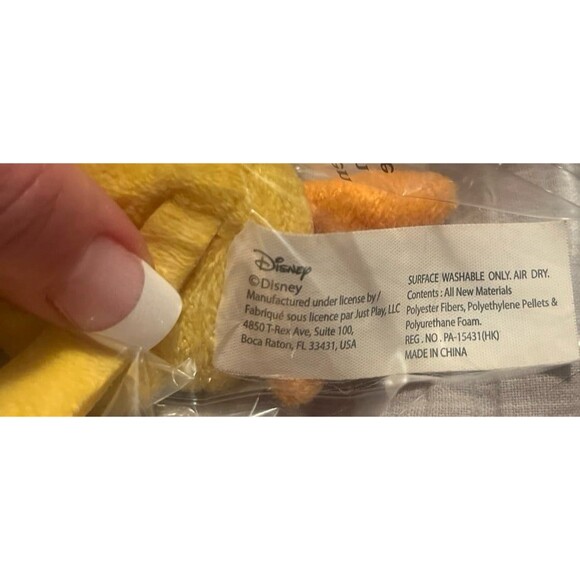 Disney
©Disney
Manufactured under license by/
Fabriqué sous licence par Just Play, LLC
4850 T-Rex Ave, Suite 100,
Boca Raton, FL 33431, USA
SURFACE WASHABLE ONLY. AIR DRY.
Contents : All New Materials
Polyester Fibers, Polyethylene Pellets &
Polyurethane Foam.
REG . NO . PA-15431(HK)
MADE IN CHINA